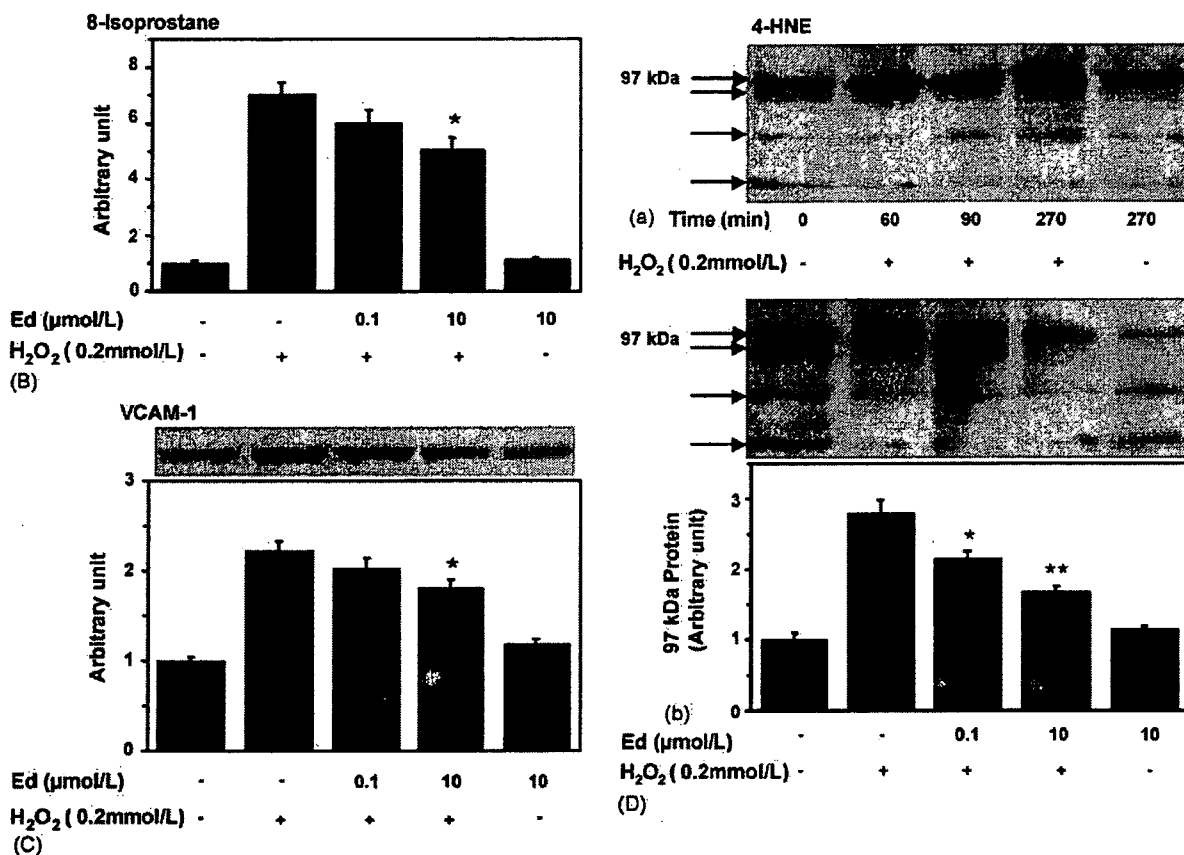 8-Isoprostane
Arbitrary unit
8
6
4
2
0
*
Ed (µmol/L) - - 0.1 10 10
H₂O₂ ( 0.2mmol/L) - + + + -
(B)
VCAM-1
Arbitrary unit
3
2
1
0
*
Ed (µmol/L) - - 0.1 10 10
H₂O₂ ( 0.2mmol/L) - + + + -
(C)
4-HNE
97 kDa
(a) Time (min) 0 60 90 270 270
H₂O₂ ( 0.2mmol/L) - + + + -
97 kDa
97 kDa Protein
(Arbitrary unit)
3
2
1
0
*
**
(b)
Ed (µmol/L) - - 0.1 10 10
H₂O₂ ( 0.2mmol/L) - + + + -
(D)